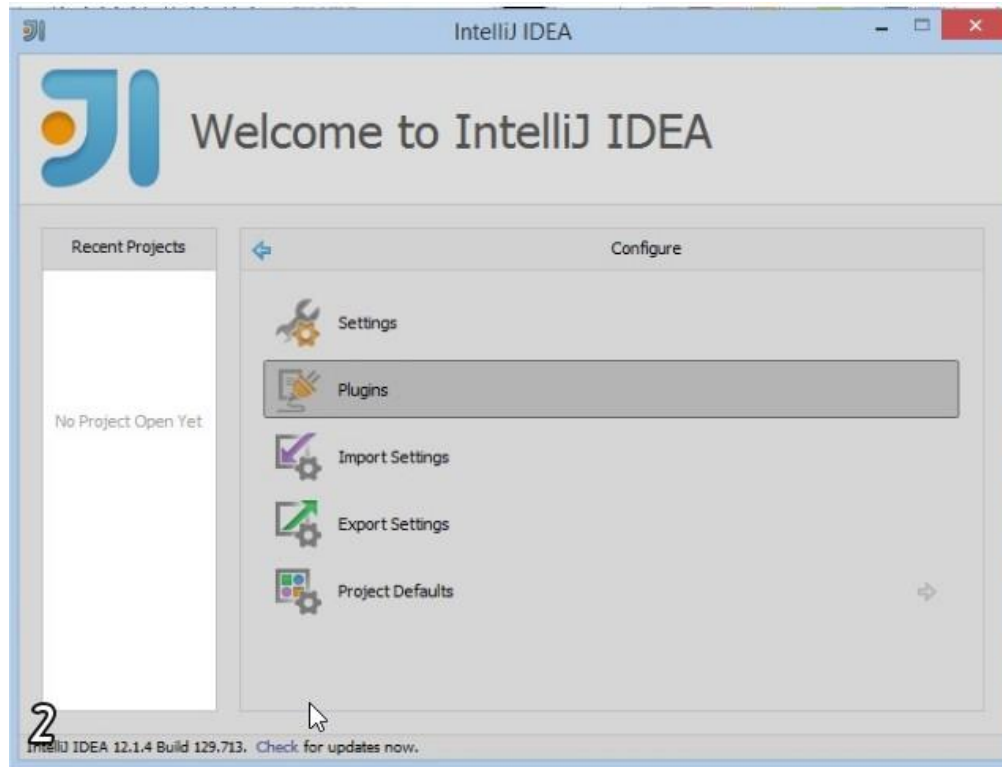 IntelliJ IDEA
Welcome to IntelliJ IDEA
Recent Projects
Configure
Settings
Plugins
No Project Open Yet
Import Settings
Export Settings
Project Defaults
2
IntelliJ IDEA 12.1.4 Build 129.713. Check for updates now.